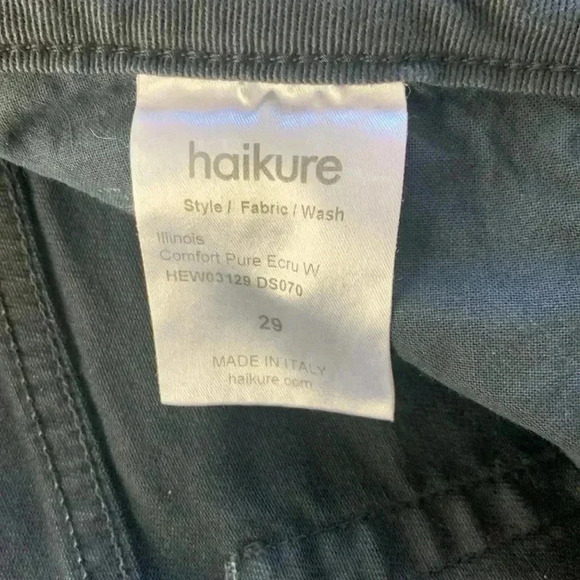 haikure
Style / Fabric / Wash
Illinois
Comfort Pure Ecru W
HEW03129 DS070
29
MADE IN ITALY
haikure.com